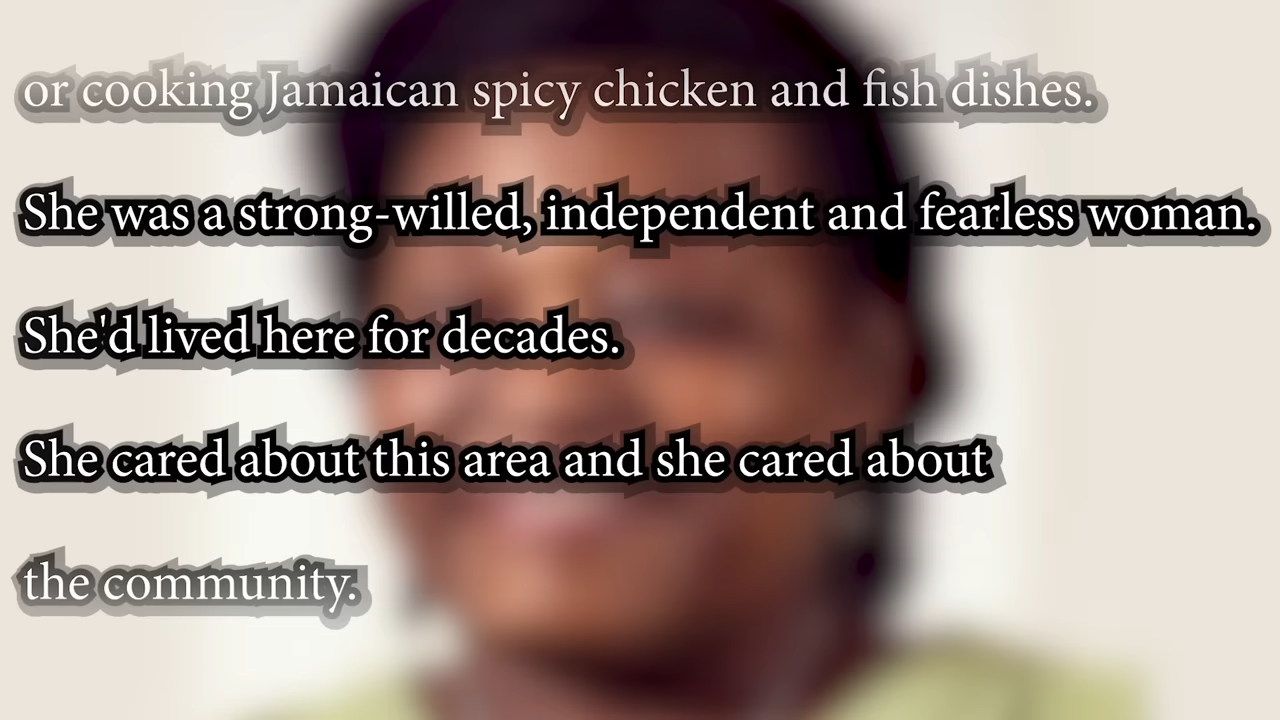 or cooking Jamaican spicy chicken and fish dishes.
She was a strong-willed, independent and fearless woman.
She'd lived here for decades.
She cared about this area and she cared about
the community.